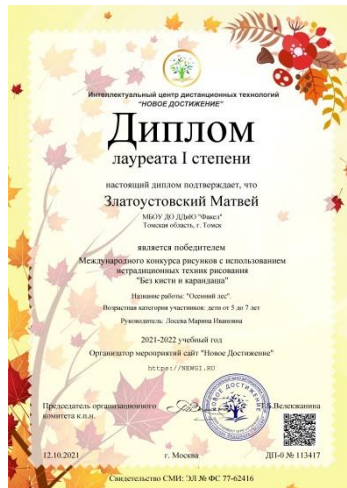 Интеллектуальный центр дистанционных технологий
"НОВОЕ ДОСТИЖЕНИЕ"
Диплом
лауреата I степени
настоящий диплом подтверждает, что
Златоустовский Матвей
МБОУ ДО ДДиЮ "Факел"
Томская область, г. Томск
является победителем
Международного конкурса рисунков с использованием
нетрадиционных техник рисования
"Без кисти и карандаша"
Название работы: "Осенний лес".
Возрастная категория участников: дети от 5 до 7 лет
Руководитель: Лосева Марина Ивановна
2021-2022 учебный год
Организатор мероприятий сайт "Новое Достижение"
https://NEWGI.RU
Председатель организационного
комитета к.п.н.
НОВОЕ ДОСТИЖЕНИЕ
12.10.2021 г. Москва ДП-0 № 113417
Свидетельство СМИ: ЭЛ № ФС 77-62416